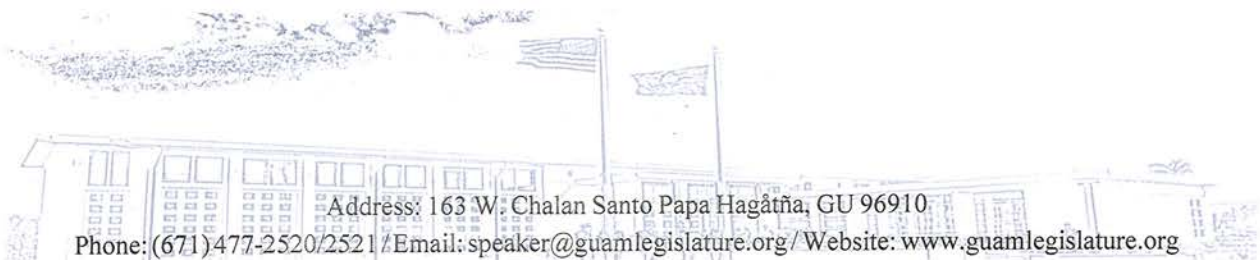 Address: 163 W. Chalan Santo Papa Hagåtña, GU 96910
Phone: (671)477-2520/2521 / Email: speaker@guamlegislature.org / Website: www.guamlegislature.org